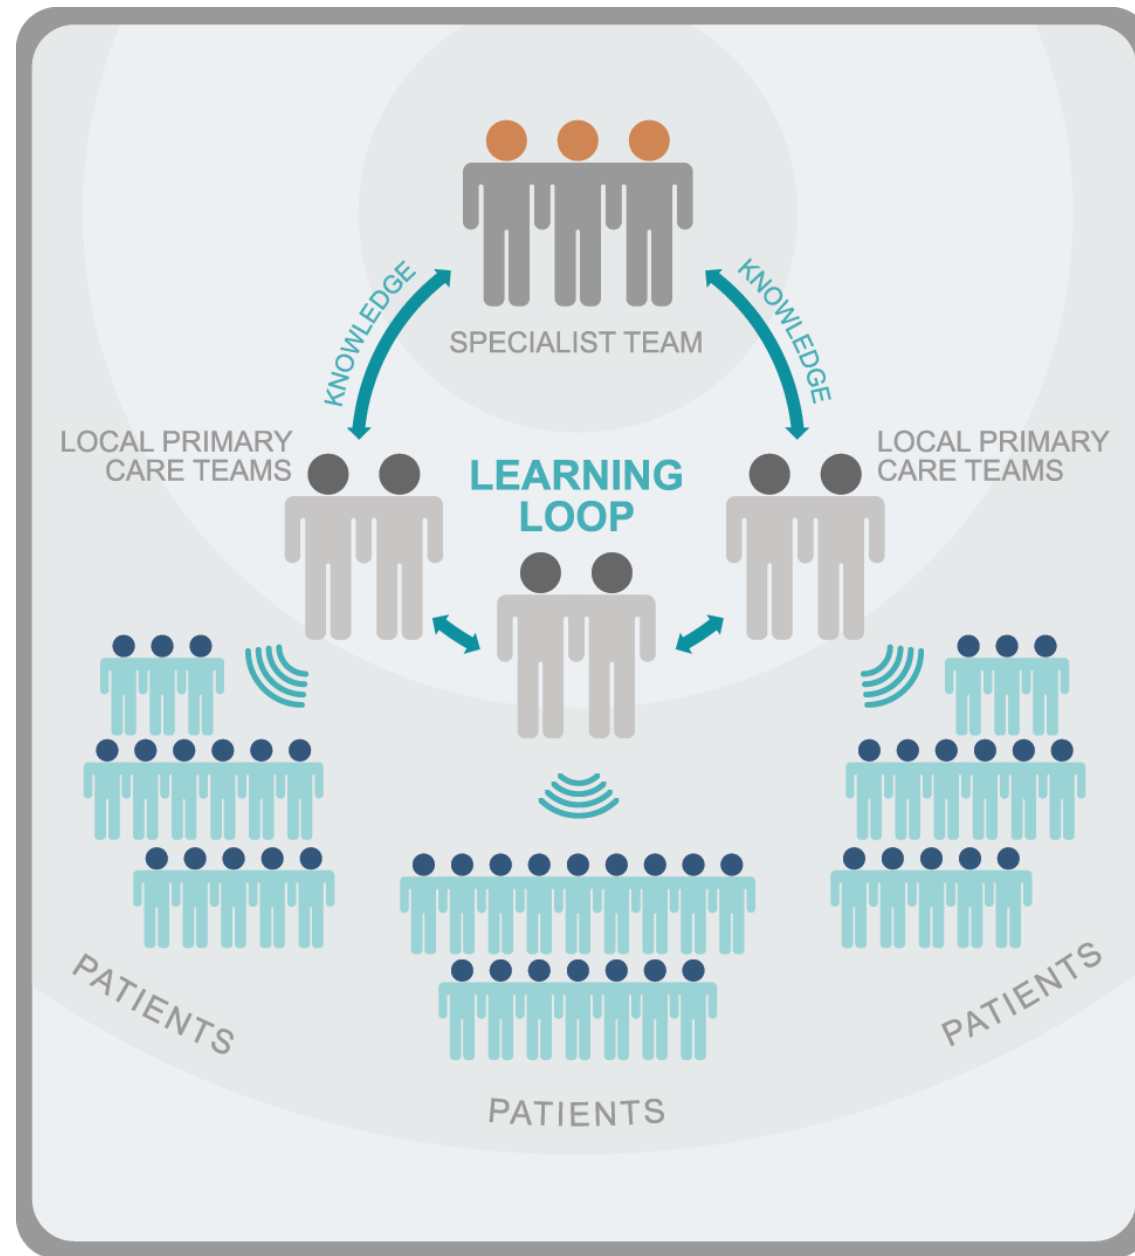 SPECIALIST TEAM
KNOWLEDGE
KNOWLEDGE
LOCAL PRIMARY
CARE TEAMS
LEARNING
LOOP
LOCAL PRIMARY
CARE TEAMS
PATIENTS
PATIENTS
PATIENTS